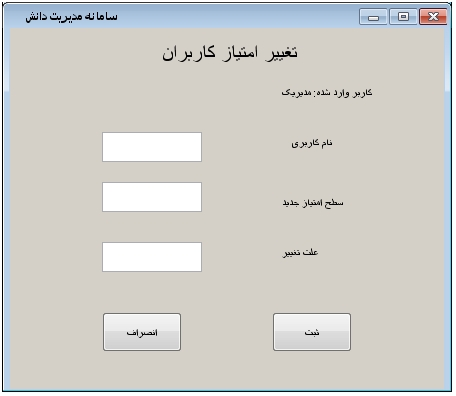 سامانه مدیریت دانش
تغییر امتیاز کاربران
کاربر وارد شده: مدیریک
نام کاربری
سطح امتیاز جدید
علت تغییر
ثبت
انصراف